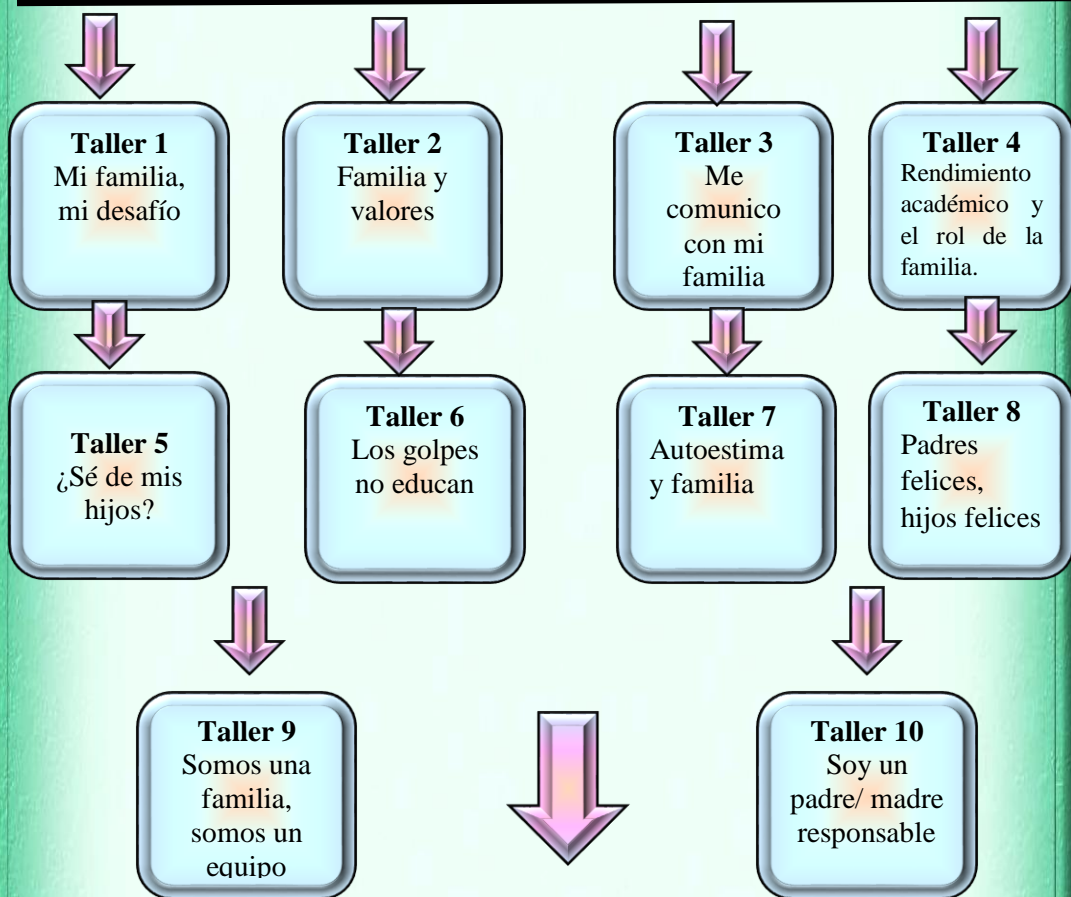 Taller 1
Mi familia,
mi desafío
Taller 2
Familia y
valores
Taller 3
Me
comunico
con mi
familia
Taller 4
Rendimiento
académico y
el rol de la
familia.
Taller 5
¿Sé de mis
hijos?
Taller 6
Los golpes
no educan
Taller 7
Autoestima
y familia
Taller 8
Padres
felices,
hijos felices
Taller 9
Somos una
familia,
somos un
equipo
Taller 10
Soy un
padre/ madre
responsable